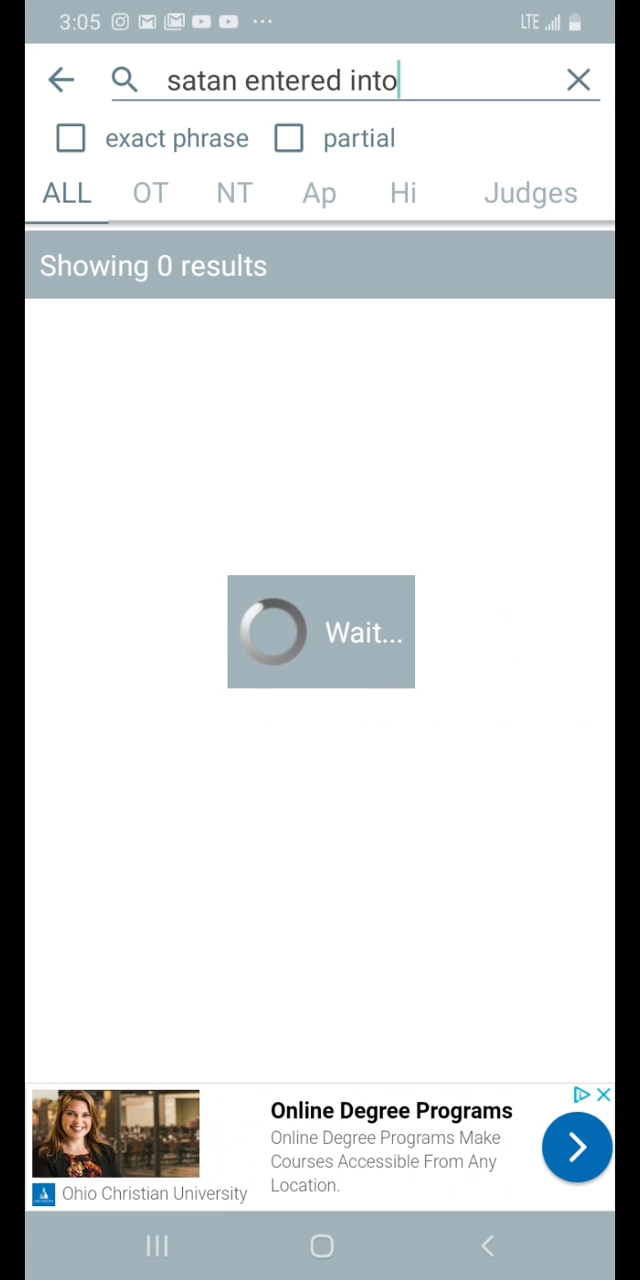 3:05 LTE
satan entered into
exact phrase partial
ALL OT NT Ap Hi Judges
Showing 0 results
Wait...
Online Degree Programs
Online Degree Programs Make
Courses Accessible From Any
Location.
Ohio Christian University